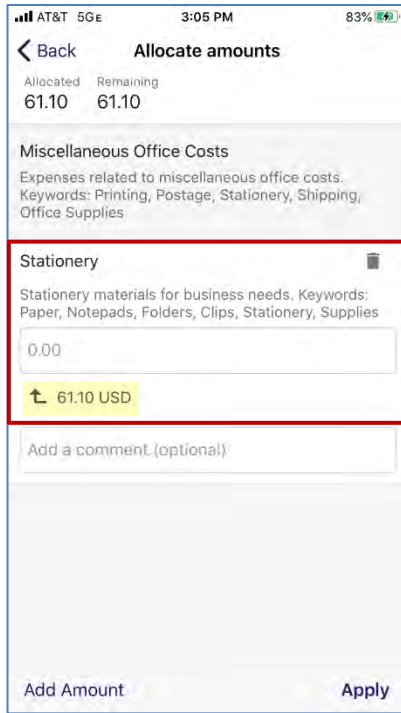 AT&T 5GE 3:05 PM 83%
Back Allocate amounts
Allocated Remaining
61.10 61.10
Miscellaneous Office Costs
Expenses related to miscellaneous office costs.
Keywords: Printing, Postage, Stationery, Shipping,
Office Supplies
Stationery
Stationery materials for business needs. Keywords:
Paper, Notepads, Folders, Clips, Stationery, Supplies
0.00
61.10 USD
Add a comment (optional)
Add Amount Apply